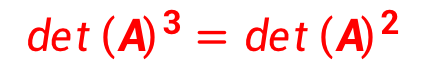 det (A)³ = det (A)²